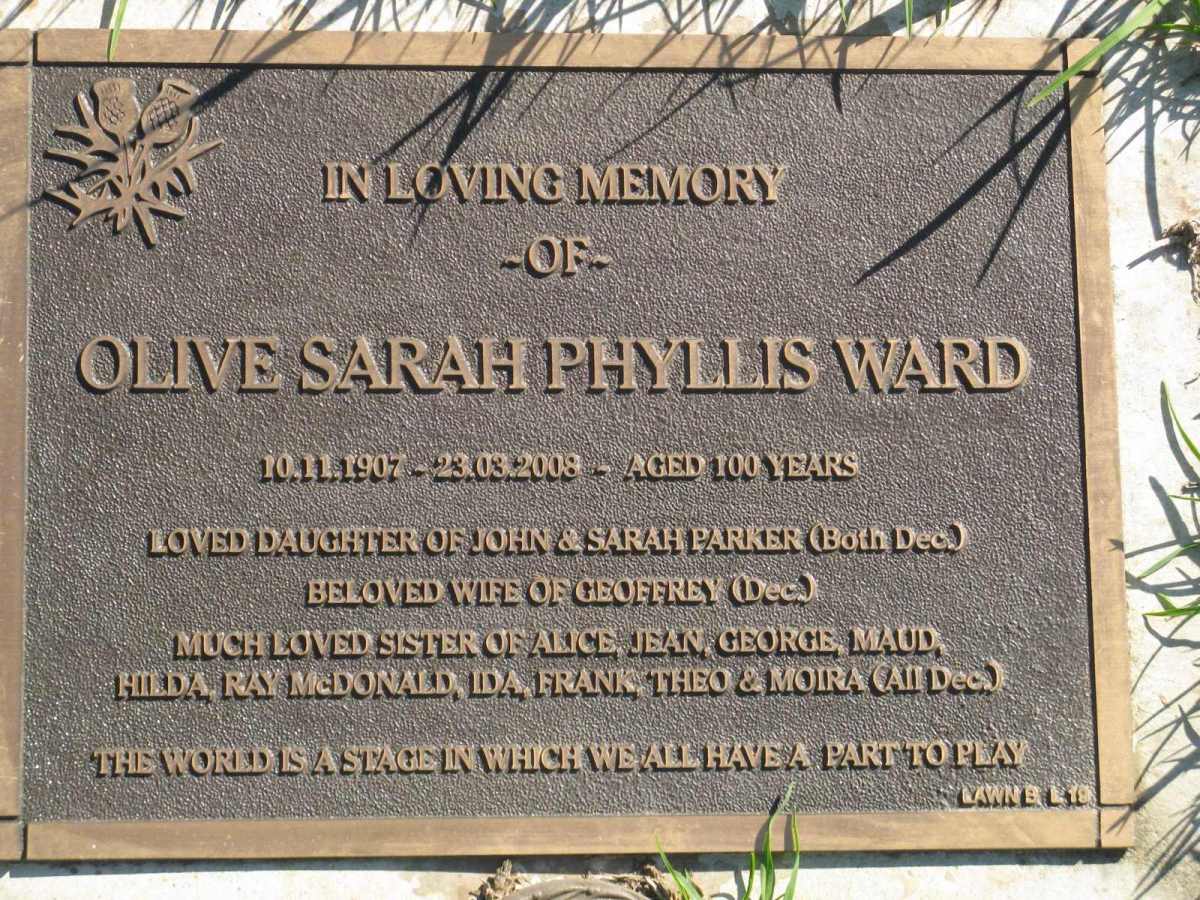 IN LOVING MEMORY
~OF~
OLIVE SARAH PHYLLIS WARD
10.11.1907 - 23.03.2008 - AGED 100 YEARS
LOVED DAUGHTER OF JOHN & SARAH PARKER (Both Dec.)
BELOVED WIFE OF GEOFFREY (Dec.)
MUCH LOVED SISTER OF ALICE, JEAN, GEORGE, MAUD,
HILDA, RAY McDONALD, IDA, FRANK, THEO & MOIRA (All Dec.)
THE WORLD IS A STAGE IN WHICH WE ALL HAVE A PART TO PLAY
LAWN B L 19